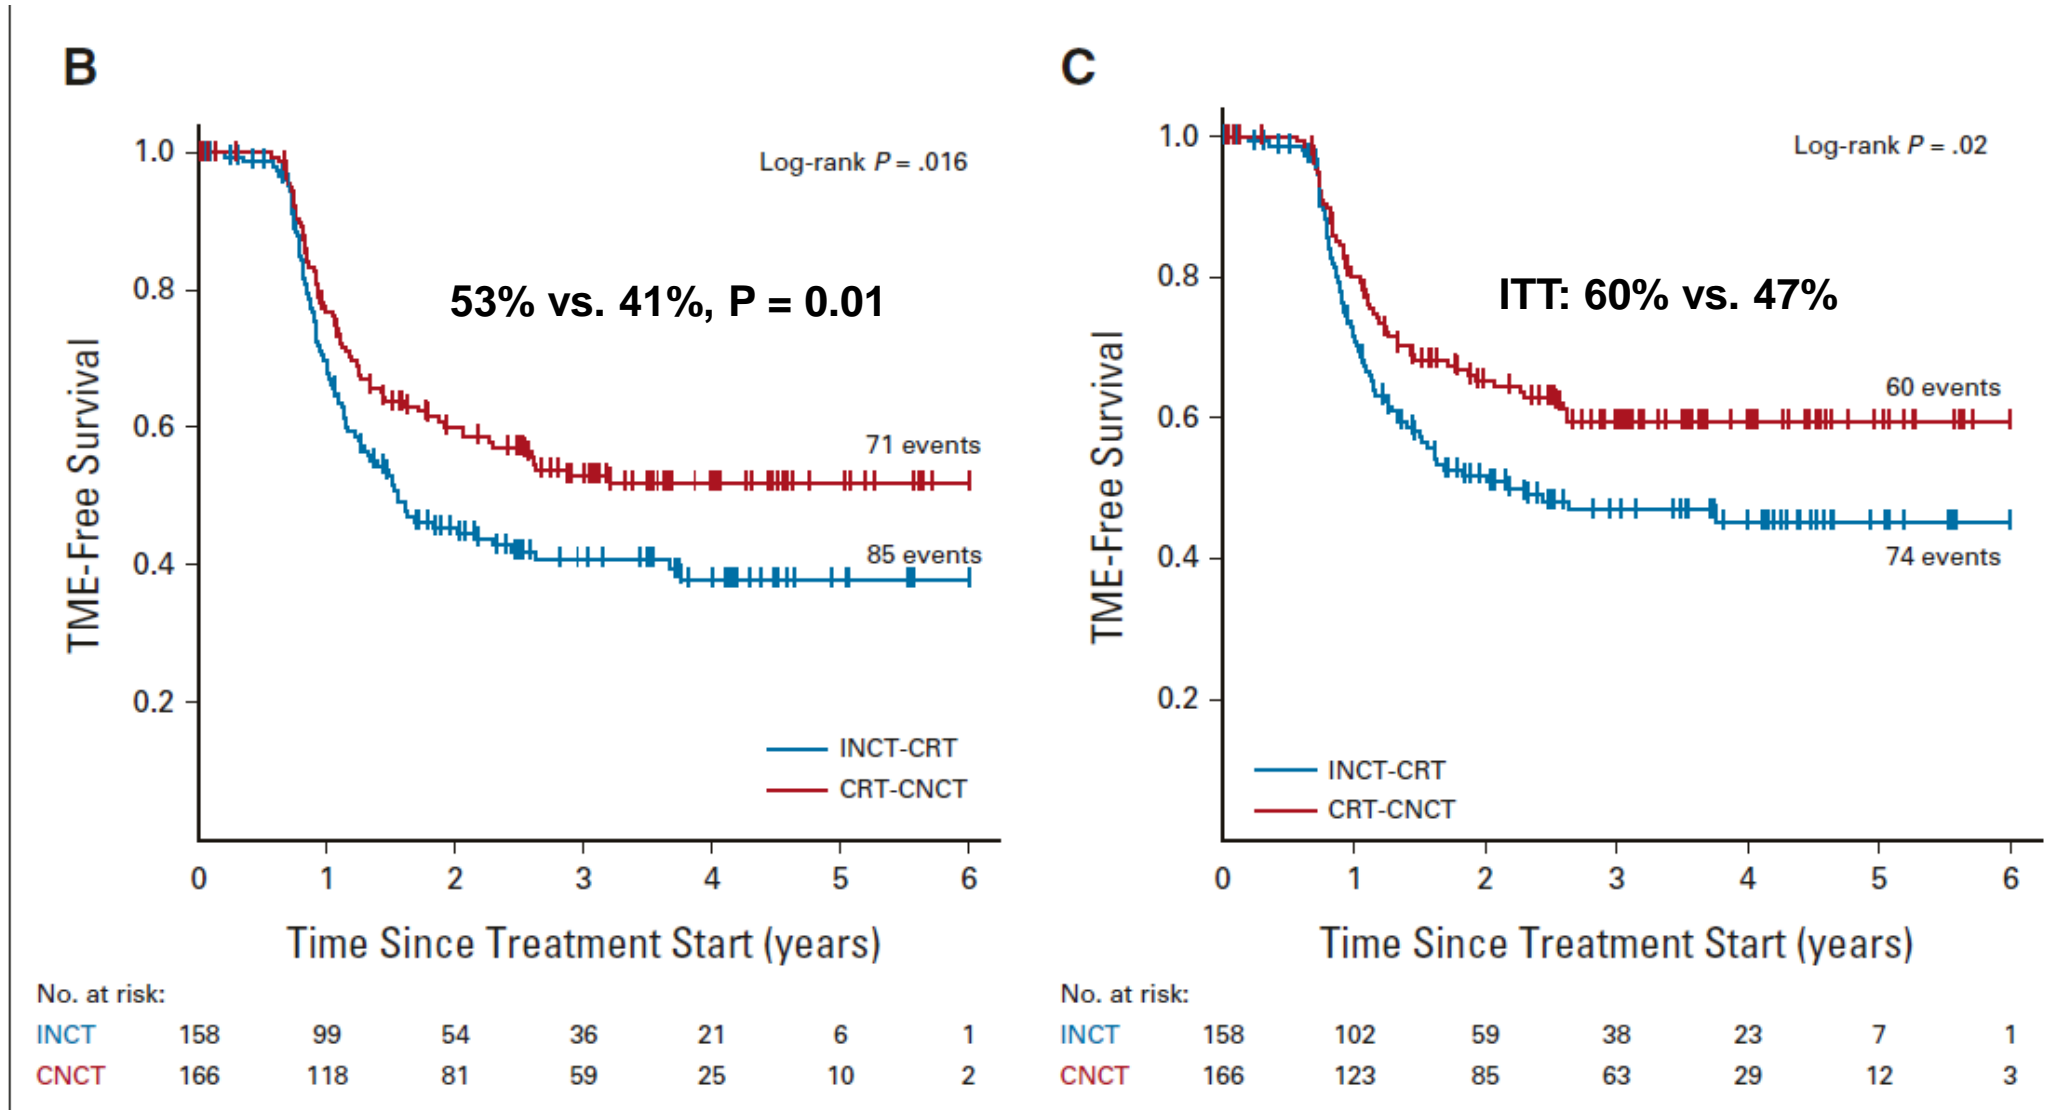 B
1.0
0.8
0.6
0.4
0.2
TME-Free Survival
Log-rank P = .016
53% vs. 41%, P = 0.01
71 events
85 events
INCT-CRT
CRT-CNCT
0 1 2 3 4 5 6
Time Since Treatment Start (years)
No. at risk:
INCT 158 99 54 36 21 6 1
CNCT 166 118 81 59 25 10 2
C
1.0
0.8
0.6
0.4
0.2
TME-Free Survival
Log-rank P = .02
ITT: 60% vs. 47%
60 events
74 events
INCT-CRT
CRT-CNCT
0 1 2 3 4 5 6
Time Since Treatment Start (years)
No. at risk:
INCT 158 102 59 38 23 7 1
CNCT 166 123 85 63 29 12 3